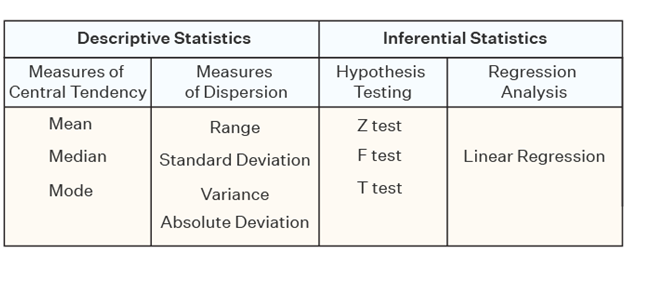 Descriptive Statistics
Inferential Statistics
Measures of
Central Tendency
Measures
of Dispersion
Hypothesis
Testing
Regression
Analysis
Mean
Median
Mode
Range
Standard Deviation
Variance
Absolute Deviation
Z test
F test
T test
Linear Regression